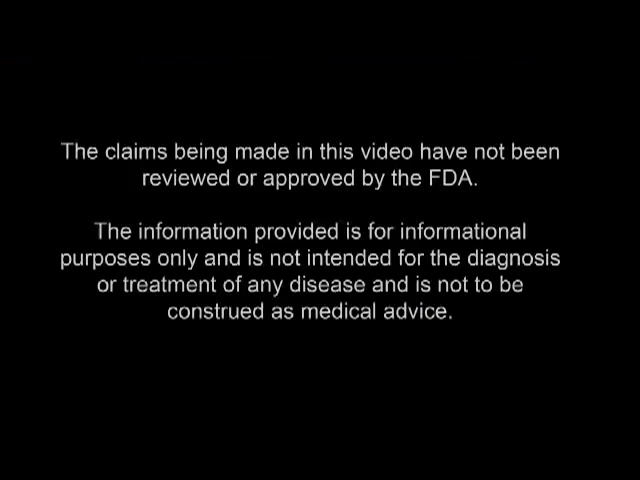 The claims being made in this video have not been
reviewed or approved by the FDA.
The information provided is for informational
purposes only and is not intended for the diagnosis
or treatment of any disease and is not to be
construed as medical advice.